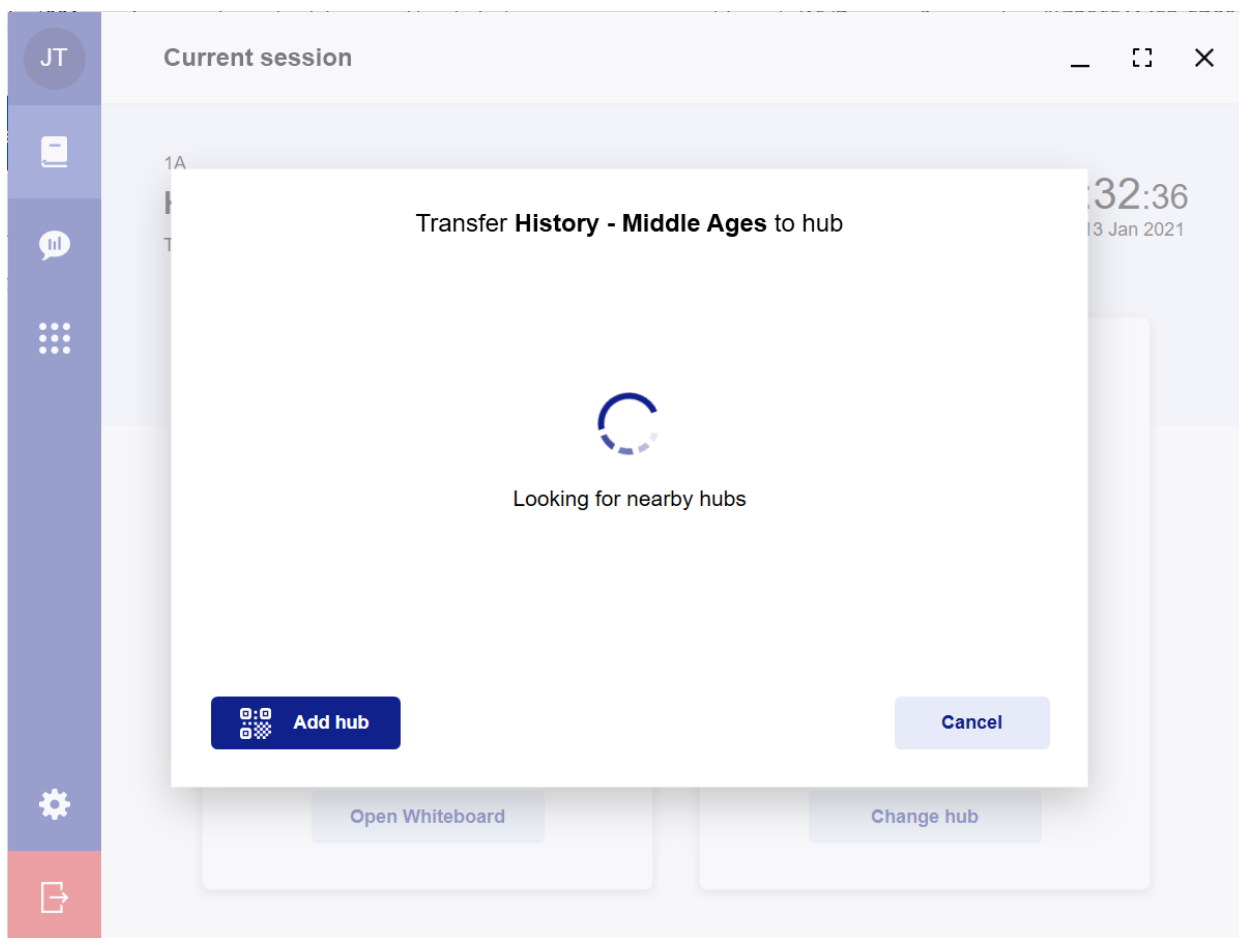 JT
Current session
1A
:32:36
13 Jan 2021
Transfer History - Middle Ages to hub
Looking for nearby hubs
Add hub
Cancel
Open Whiteboard
Change hub